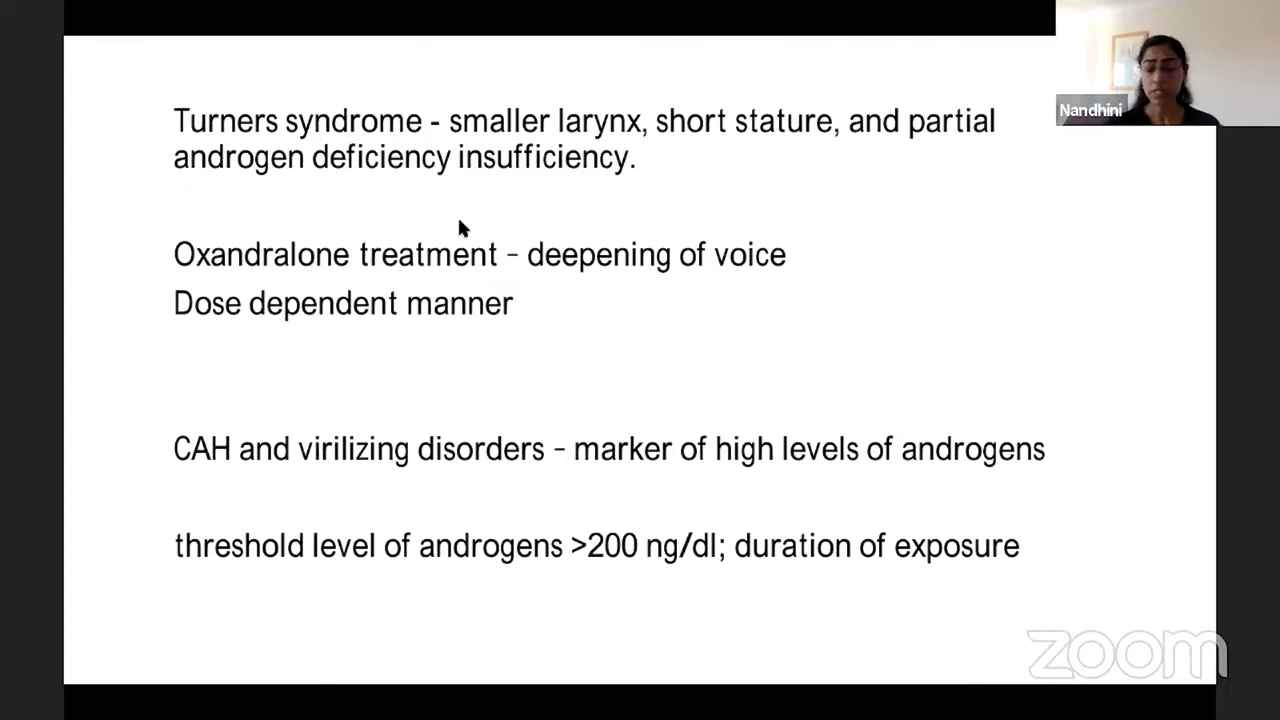 Nandhini
Turners syndrome - smaller larynx, short stature, and partial
androgen deficiency insufficiency.
Oxandralone treatment – deepening of voice
Dose dependent manner
CAH and virilizing disorders – marker of high levels of androgens
threshold level of androgens >200 ng/dl; duration of exposure
zoom